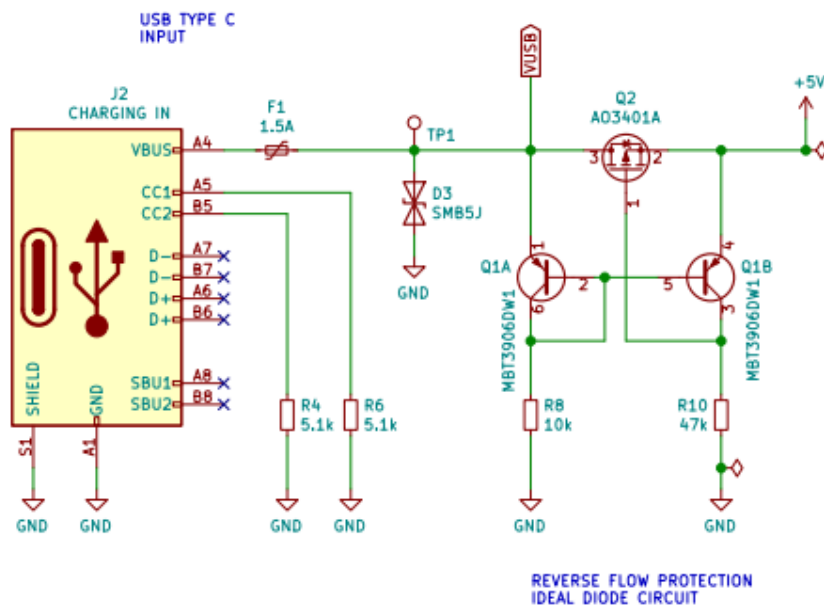 USB TYPE C
INPUT
J2
CHARGING IN
VBUS
A4
CC1
A5
CC2
B5
D-
A7
D-
B7
D+
A6
D+
B6
SBU1
A8
SBU2
B8
SHIELD
GND
S1
A1
GND
GND
F1
1.5A
TP1
D3
SMB5J
GND
R4
5.1k
R6
5.1k
GND
GND
VUSB
Q2
AO3401A
3
2
1
+5V
Q1A
MBT3906DW1
1
2
6
Q1B
MBT3906DW1
4
5
3
R8
10k
R10
47k
GND
GND
REVERSE FLOW PROTECTION
IDEAL DIODE CIRCUIT